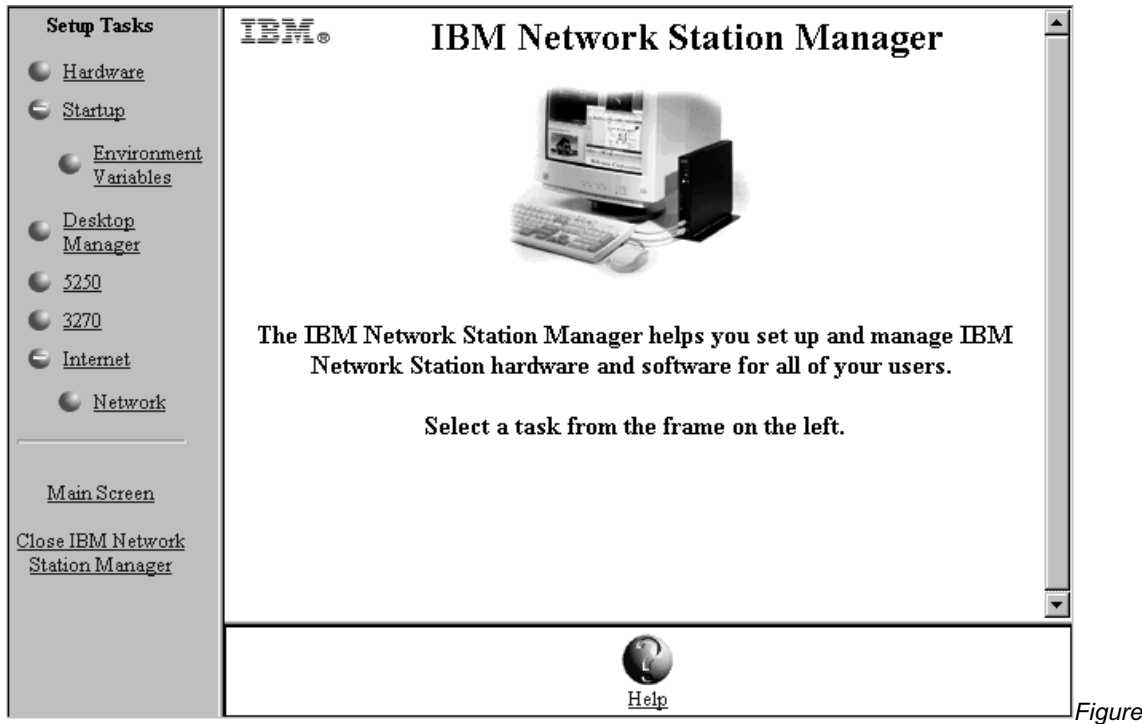 Setup Tasks
Hardware
Startup
Environment
Variables
Desktop
Manager
5250
3270
Internet
Network
Main Screen
Close IBM Network
Station Manager
IBM®
IBM Network Station Manager
The IBM Network Station Manager helps you set up and manage IBM
Network Station hardware and software for all of your users.
Select a task from the frame on the left.
Help
Figure